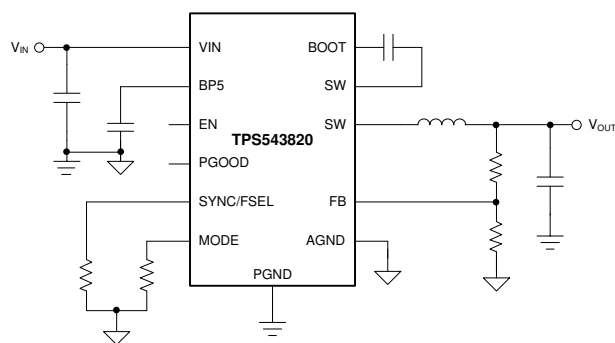 VIN
VIN
BOOT
BP5
SW
EN
SW
TPS543820
VOUT
PGOOD
SYNC/FSEL
FB
MODE
AGND
PGND